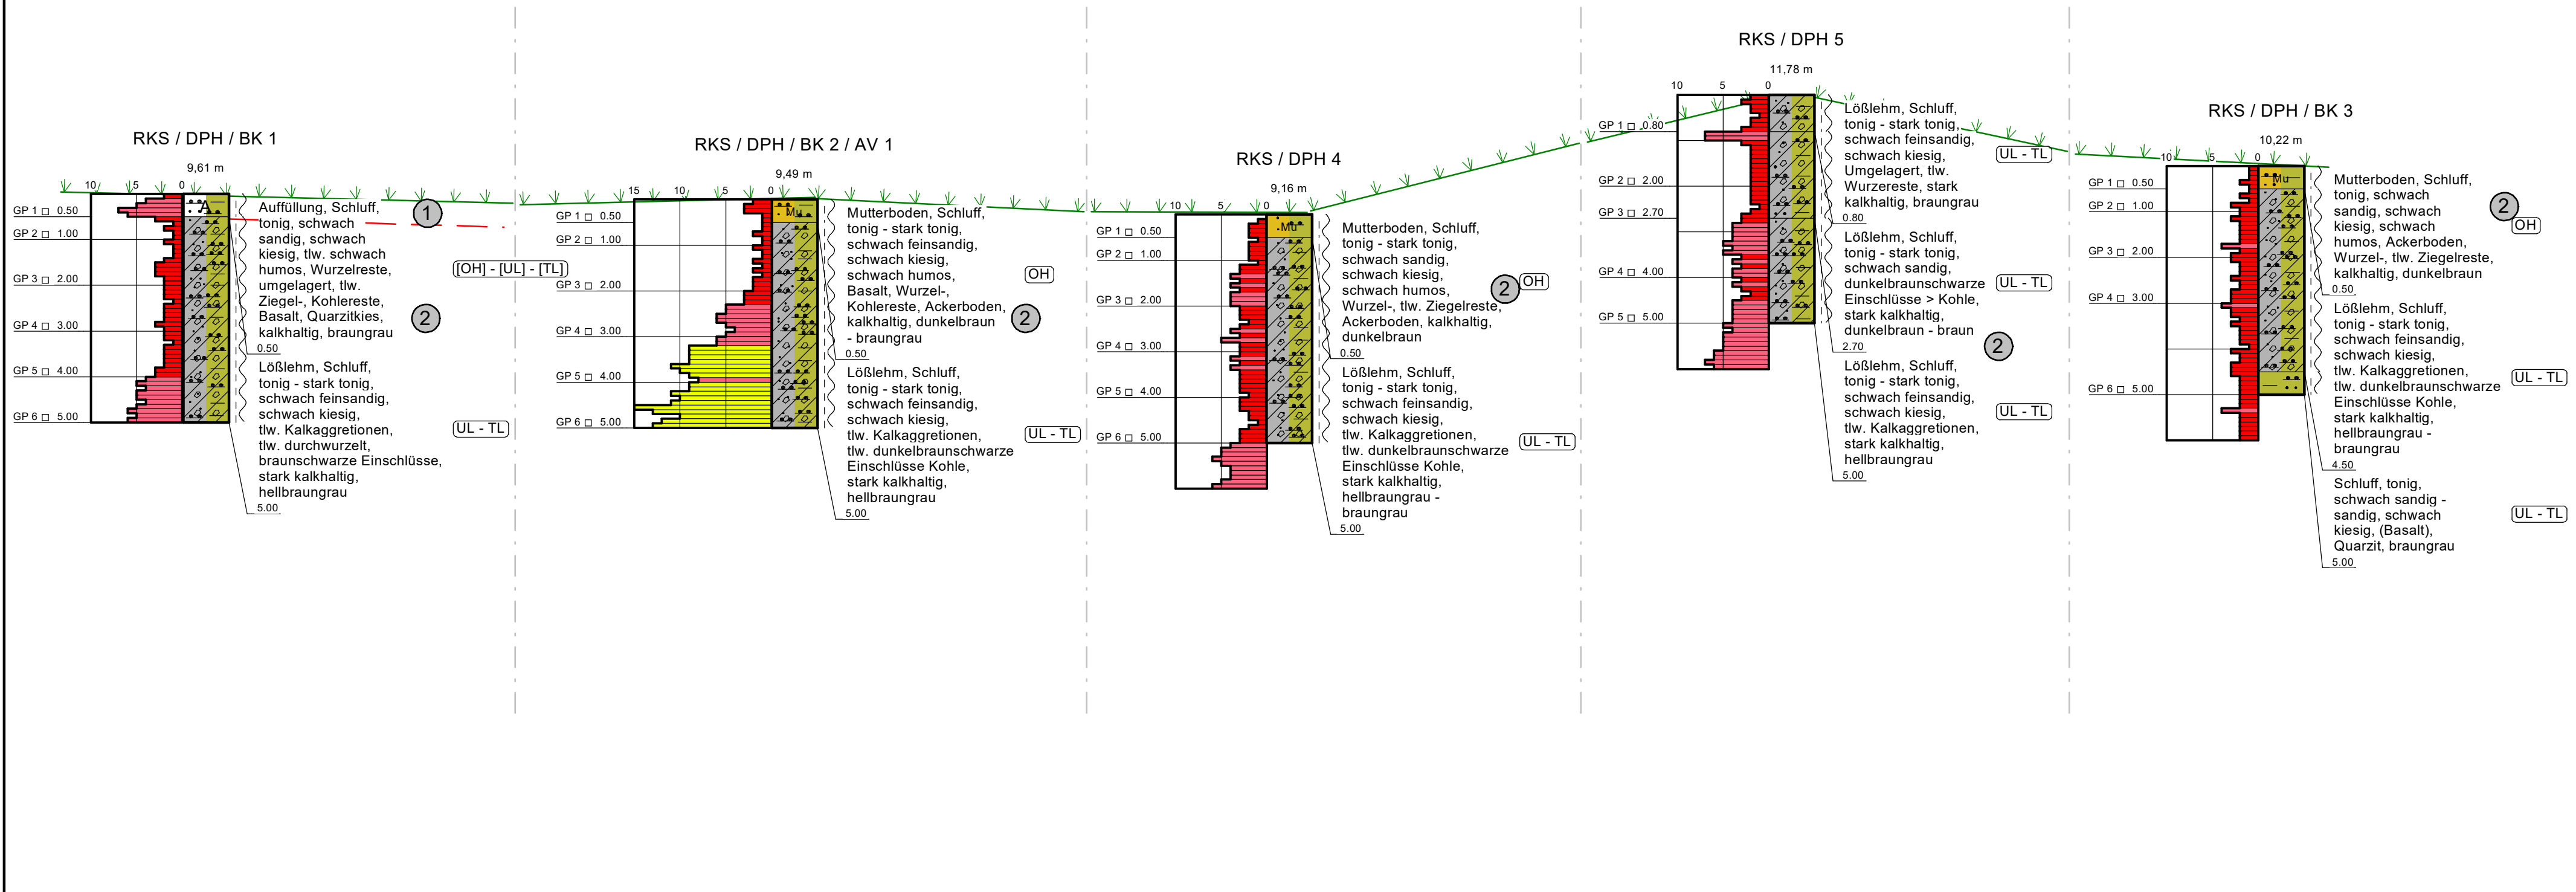 RKS / DPH / BK 1
9,61 m
10 5 0
GP 1 □ 0.50
GP 2 □ 1.00
GP 3 □ 2.00
GP 4 □ 3.00
GP 5 □ 4.00
GP 6 □ 5.00
A
Auffüllung, Schluff,
tonig, schwach
sandig, schwach
kiesig, tlw. schwach
humos, Wurzelreste,
umgelagert, tlw.
Ziegel-, Kohlereste,
Basalt, Quarzitkies,
kalkhaltig, braungrau
0.50
1
[OH] - [UL] - [TL]
2
Lößlehm, Schluff,
tonig - stark tonig,
schwach feinsandig,
schwach kiesig,
tlw. Kalkaggretionen,
tlw. durchwurzelt,
braunschwarze Einschlüsse,
stark kalkhaltig,
hellbraungrau
5.00
UL - TL
RKS / DPH / BK 2 / AV 1
9,49 m
15 10 5 0
GP 1 □ 0.50
GP 2 □ 1.00
GP 3 □ 2.00
GP 4 □ 3.00
GP 5 □ 4.00
GP 6 □ 5.00
Mu
Mutterboden, Schluff,
tonig - stark tonig,
schwach feinsandig,
schwach kiesig,
schwach humos,
Basalt, Wurzel-,
Kohlereste, Ackerboden,
kalkhaltig, dunkelbraun
- braungrau
0.50
OH
2
Lößlehm, Schluff,
tonig - stark tonig,
schwach feinsandig,
schwach kiesig,
tlw. Kalkaggretionen,
tlw. dunkelbraunschwarze
Einschlüsse Kohle,
stark kalkhaltig,
hellbraungrau
5.00
UL - TL
RKS / DPH 4
9,16 m
10 5 0
GP 1 □ 0.50
GP 2 □ 1.00
GP 3 □ 2.00
GP 4 □ 3.00
GP 5 □ 4.00
GP 6 □ 5.00
Mu
Mutterboden, Schluff,
tonig - stark tonig,
schwach sandig,
schwach kiesig,
schwach humos,
Wurzel-, tlw. Ziegelreste,
Ackerboden, kalkhaltig,
dunkelbraun
0.50
2
OH
Lößlehm, Schluff,
tonig - stark tonig,
schwach feinsandig,
schwach kiesig,
tlw. Kalkaggretionen,
tlw. dunkelbraunschwarze
Einschlüsse Kohle,
stark kalkhaltig,
hellbraungrau -
braungrau
5.00
UL - TL
RKS / DPH 5
11,78 m
10 5 0
GP 1 □ 0.80
GP 2 □ 2.00
GP 3 □ 2.70
GP 4 □ 4.00
GP 5 □ 5.00
Lößlehm, Schluff,
tonig - stark tonig,
schwach feinsandig,
schwach kiesig,
Umgelagert, tlw.
Wurzereste, stark
kalkhaltig, braungrau
0.80
UL - TL
Lößlehm, Schluff,
tonig - stark tonig,
schwach sandig,
dunkelbraunschwarze
Einschlüsse > Kohle,
stark kalkhaltig,
dunkelbraun - braun
2.70
UL - TL
2
Lößlehm, Schluff,
tonig - stark tonig,
schwach feinsandig,
schwach kiesig,
tlw. Kalkaggretionen,
stark kalkhaltig,
hellbraungrau
5.00
UL - TL
RKS / DPH / BK 3
10,22 m
10 5 0
GP 1 □ 0.50
GP 2 □ 1.00
GP 3 □ 2.00
GP 4 □ 3.00
GP 6 □ 5.00
Mu
Mutterboden, Schluff,
tonig, schwach
sandig, schwach
kiesig, schwach
humos, Ackerboden,
Wurzel-, tlw. Ziegelreste,
kalkhaltig, dunkelbraun
0.50
2
OH
Lößlehm, Schluff,
tonig - stark tonig,
schwach feinsandig,
schwach kiesig,
tlw. Kalkaggretionen,
tlw. dunkelbraunschwarze
Einschlüsse Kohle,
stark kalkhaltig,
hellbraungrau -
braungrau
4.50
UL - TL
Schluff, tonig,
schwach sandig -
sandig, schwach
kiesig, (Basalt),
Quarzit, braungrau
5.00
UL - TL